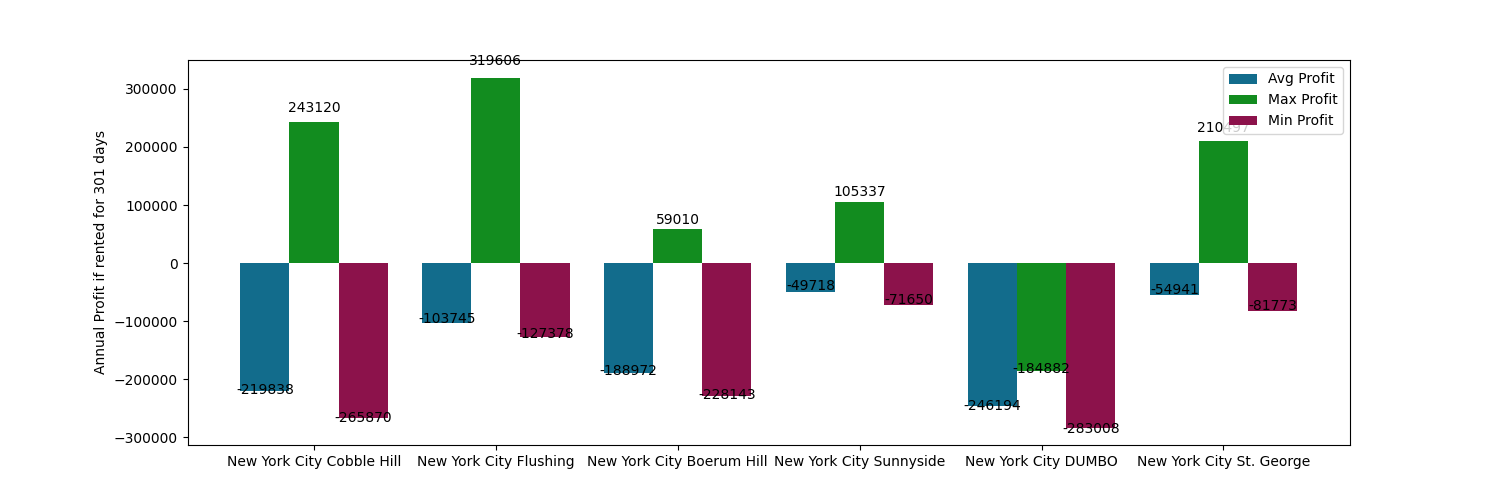 319606
243120
210497
105337
59010
-49718
-54941
-71650
-81773
-103745
-127378
-184882
-188972
-219838
-228143
-246194
-265870
-283008
Avg Profit
Max Profit
Min Profit
Annual Profit if rented for 301 days
300000
200000
100000
0
−100000
−200000
−300000
New York City Cobble Hill
New York City Flushing
New York City Boerum Hill
New York City Sunnyside
New York City DUMBO
New York City St. George